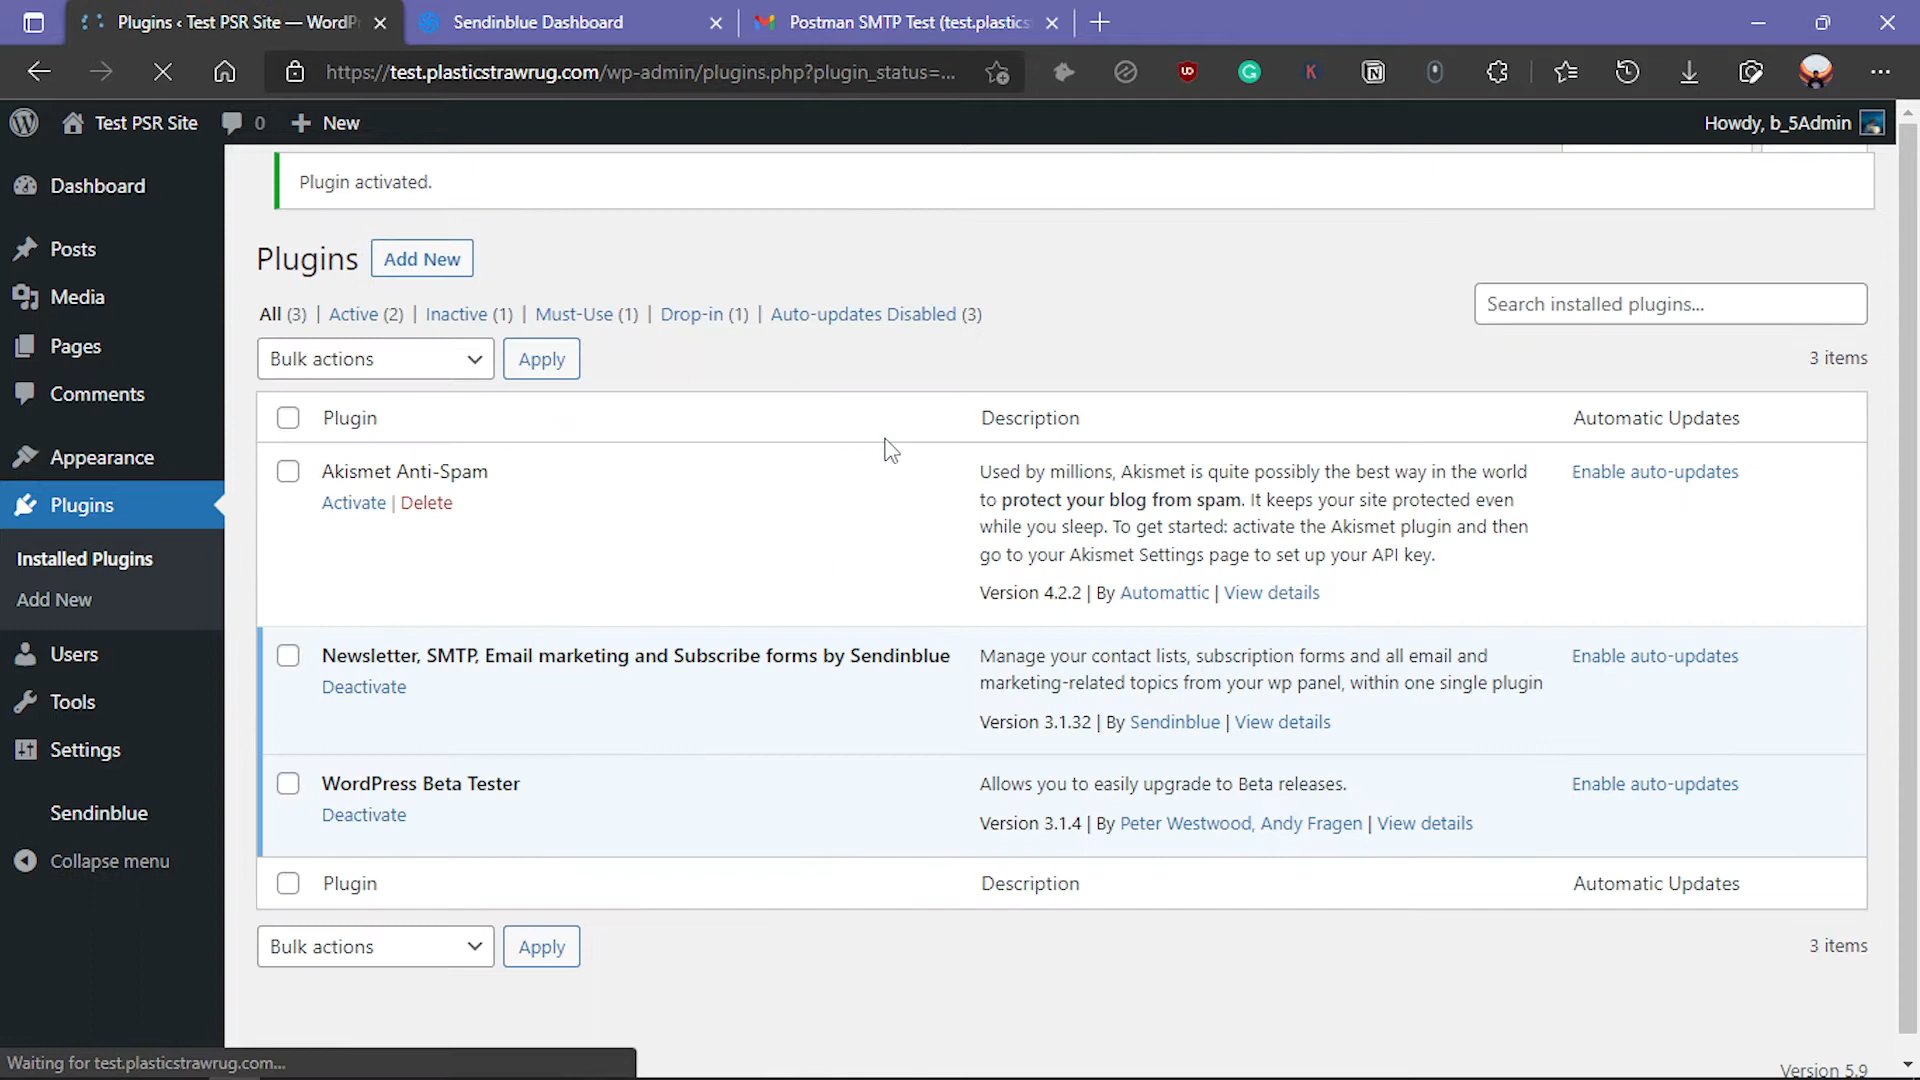 Plugins ‹ Test PSR Site — WordP
Sendinblue Dashboard
Postman SMTP Test (test.plastics
https://test.plasticstrawrug.com/wp-admin/plugins.php?plugin_status=...
Test PSR Site
0
New
Howdy, b_5Admin
Dashboard
Posts
Media
Pages
Comments
Appearance
Plugins
Installed Plugins
Add New
Users
Tools
Settings
Sendinblue
Collapse menu
Plugin activated.
Plugins
Add New
All (3) | Active (2) | Inactive (1) | Must-Use (1) | Drop-in (1) | Auto-updates Disabled (3)
Search installed plugins...
Bulk actions
Apply
3 items
Plugin
Description
Automatic Updates
Akismet Anti-Spam
Activate | Delete
Used by millions, Akismet is quite possibly the best way in the world
to protect your blog from spam. It keeps your site protected even
while you sleep. To get started: activate the Akismet plugin and then
go to your Akismet Settings page to set up your API key.
Version 4.2.2 | By Automattic | View details
Enable auto-updates
Newsletter, SMTP, Email marketing and Subscribe forms by Sendinblue
Deactivate
Manage your contact lists, subscription forms and all email and
marketing-related topics from your wp panel, within one single plugin
Version 3.1.32 | By Sendinblue | View details
Enable auto-updates
WordPress Beta Tester
Deactivate
Allows you to easily upgrade to Beta releases.
Version 3.1.4 | By Peter Westwood, Andy Fragen | View details
Enable auto-updates
Plugin
Description
Automatic Updates
Bulk actions
Apply
3 items
Waiting for test.plasticstrawrug.com...
Version 5.9